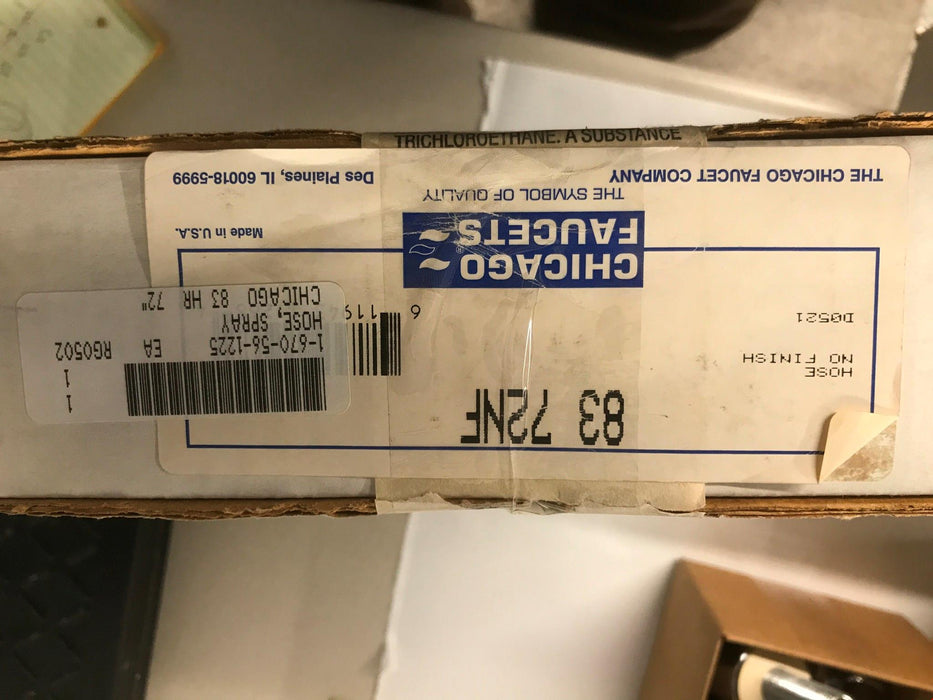 TRICHLOROETHANE. A SUBSTANCE
83 72NF
HOSE
NO FINISH
D0521
CHICAGO
FAUCETS
®
THE SYMBOL OF QUALITY
THE CHICAGO FAUCET COMPANY
Des Plaines, IL 60018-5999
Made in U.S.A.
6 119
1
1
1-670-56-1225 EA RG0502
HOSE, SPRAY
CHICAGO 83 HR 72"